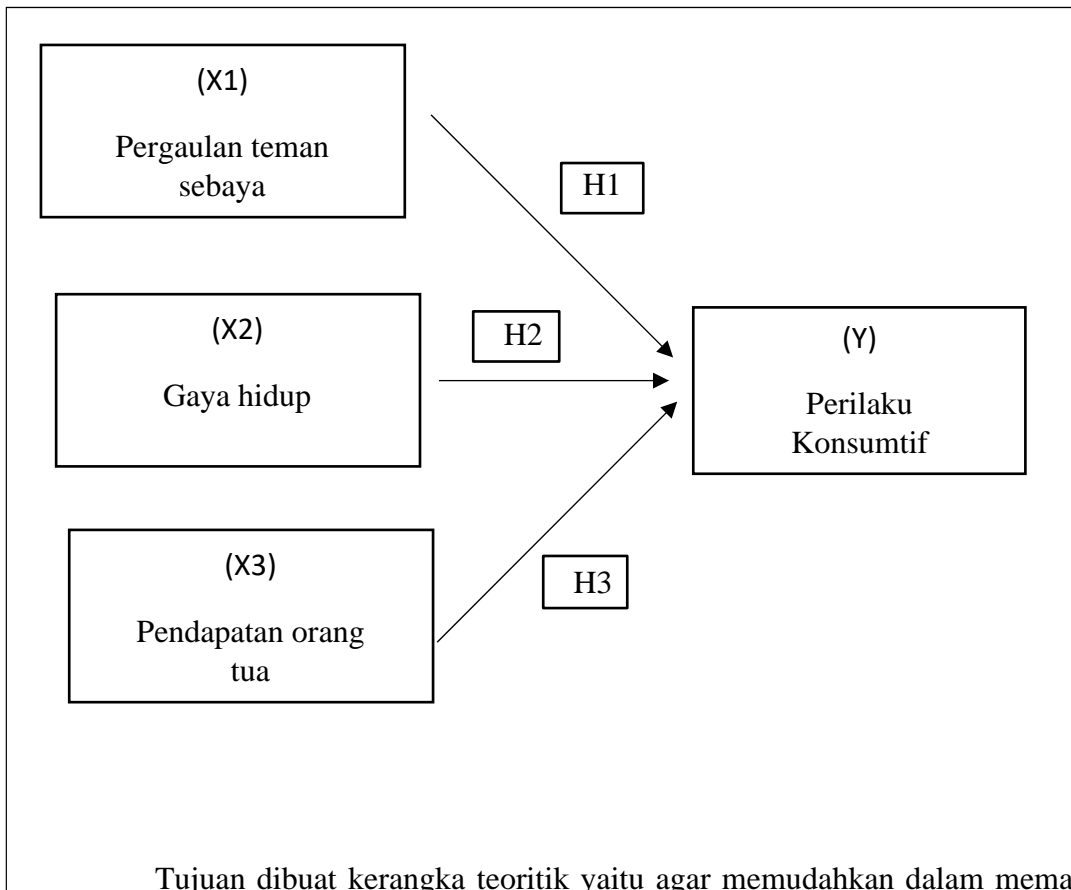 (X1)
Pergaulan teman
sebaya
H1
(X2)
Gaya hidup
H2
(Y)
Perilaku
Konsumtif
(X3)
Pendapatan orang
tua
H3
Tujuan dibuat kerangka teoritik yaitu agar memudahkan dalam mema